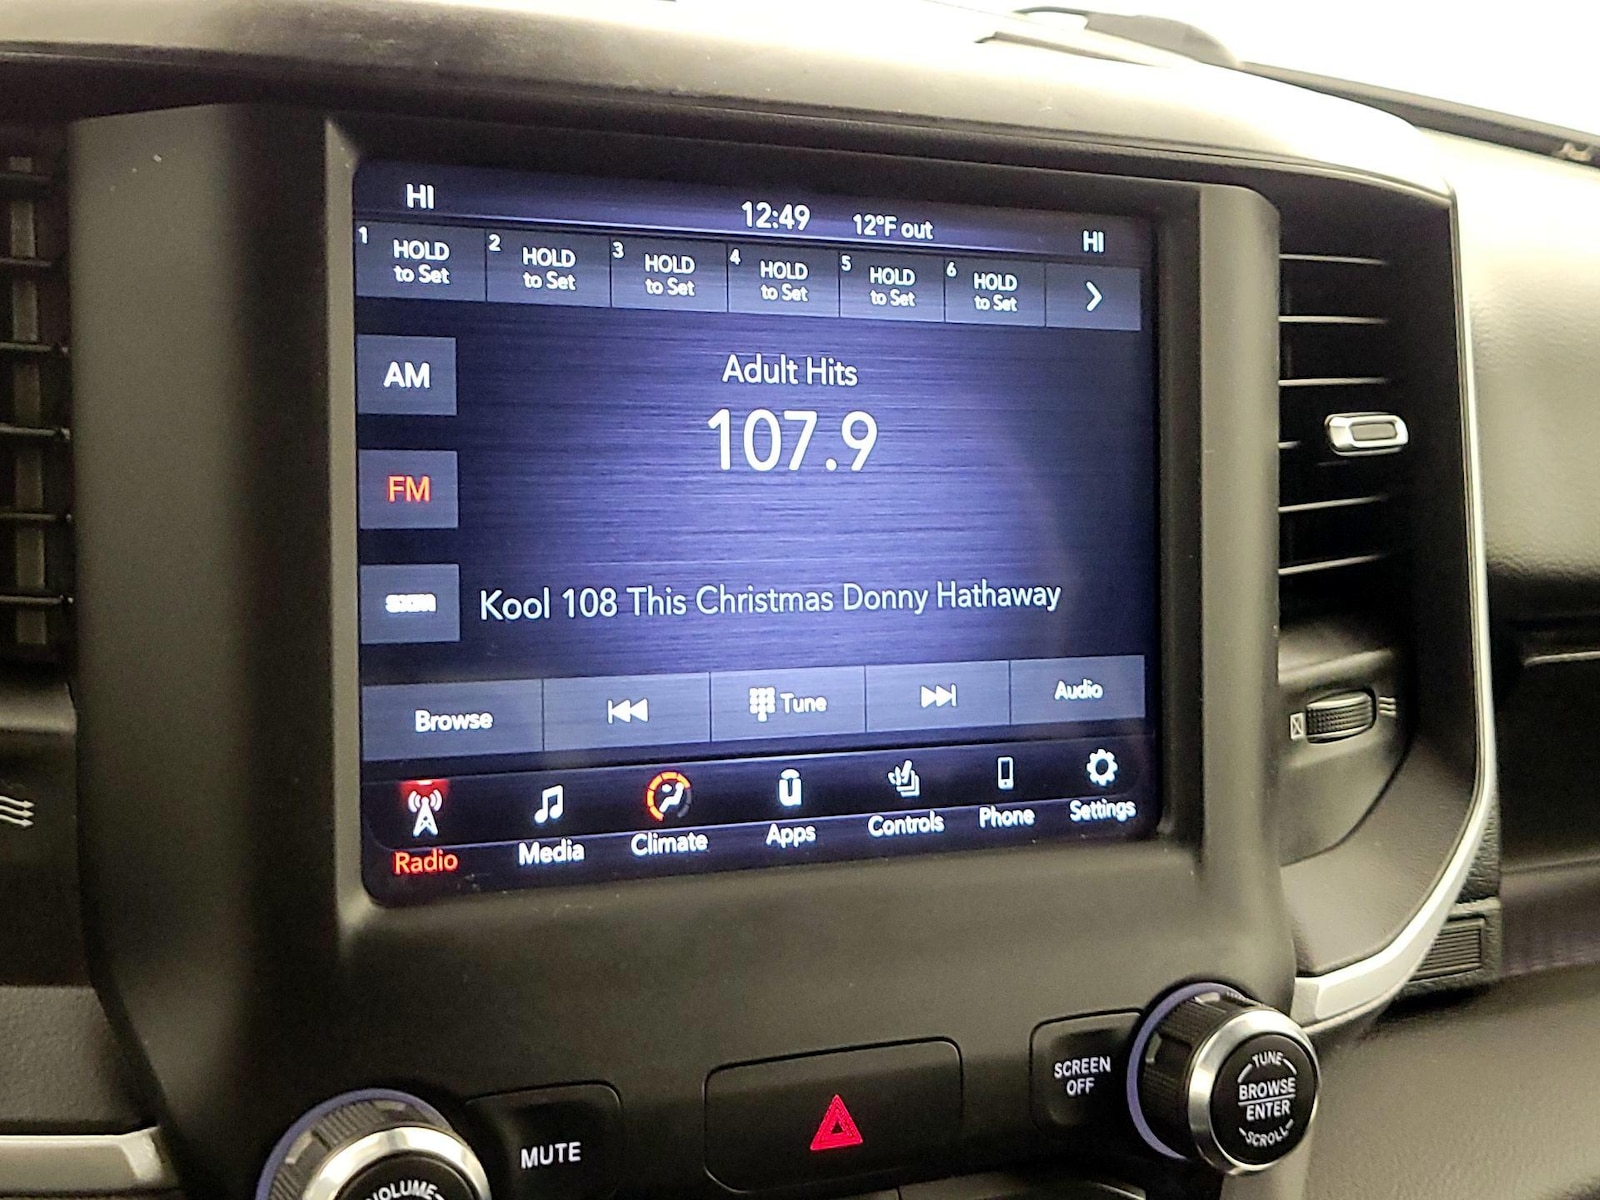 HI
12:49 12°F out
HI
1 HOLD to Set
2 HOLD to Set
3 HOLD to Set
4 HOLD to Set
5 HOLD to Set
6 HOLD to Set
AM
Adult Hits
107.9
FM
Kool 108 This Christmas Donny Hathaway
Browse
Tune
Audio
Radio
Media
Climate
Apps
Controls
Phone
Settings
VOLUME
MUTE
SCREEN
OFF
TUNE
BROWSE
ENTER
SCROLL